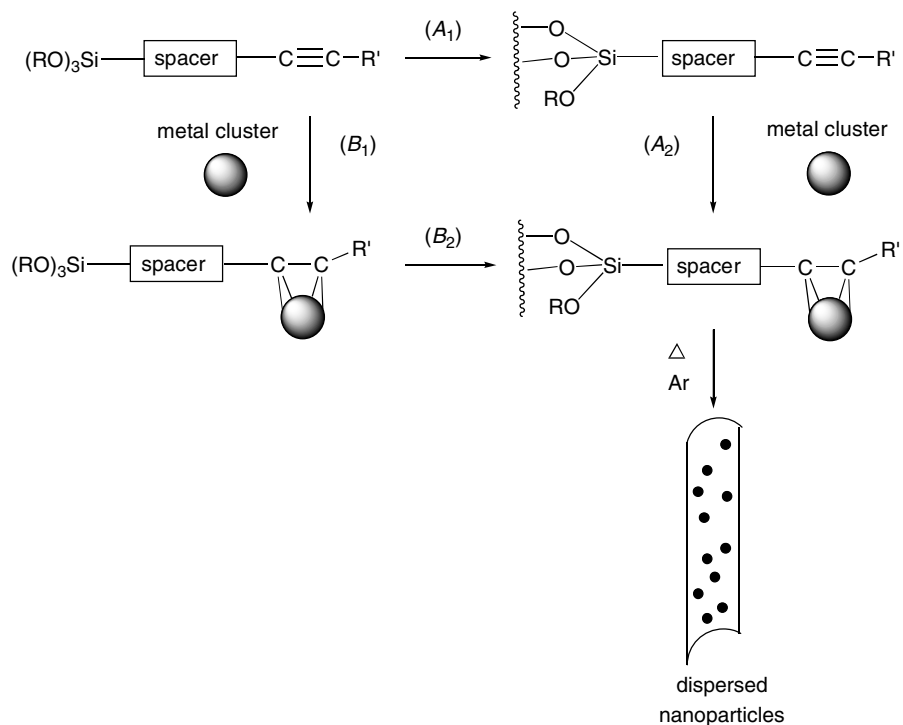 (RO)₃Si spacer C≡C R'
(A₁)
O O Si RO spacer C≡C R'
metal cluster
(B₁)
(A₂)
metal cluster
(RO)₃Si spacer C C R'
(B₂)
O O Si RO spacer C C R'
△
Ar
dispersed
nanoparticles